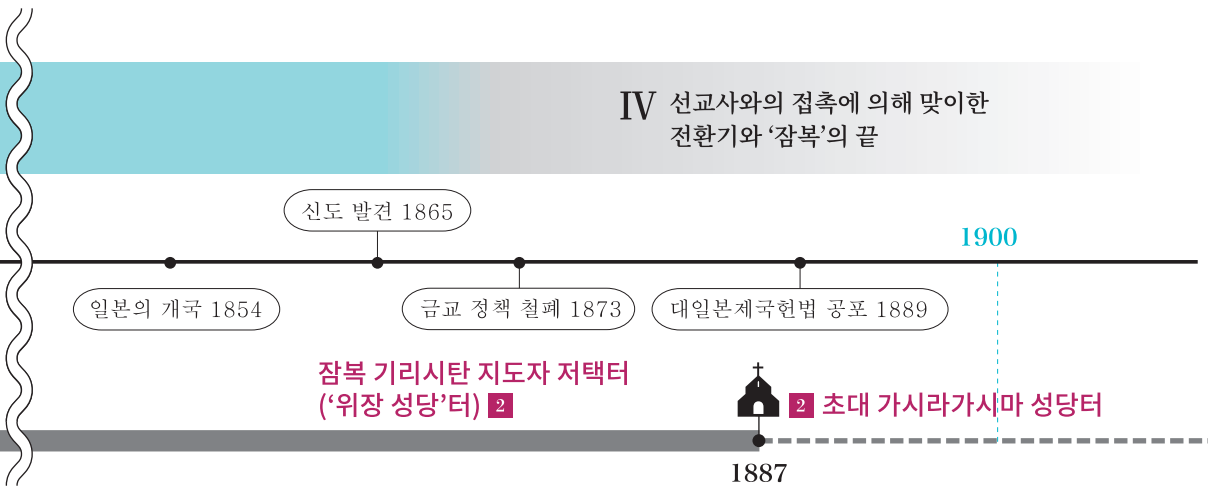 IV 선교사와의 접촉에 의해 맞이한
전환기와 ‘잠복’의 끝
신도 발견 1865
1900
일본의 개국 1854
금교 정책 철폐 1873
대일본제국헌법 공포 1889
잠복 기리시탄 지도자 저택터
(‘위장 성당’터) 2
2 초대 가시라가시마 성당터
1887